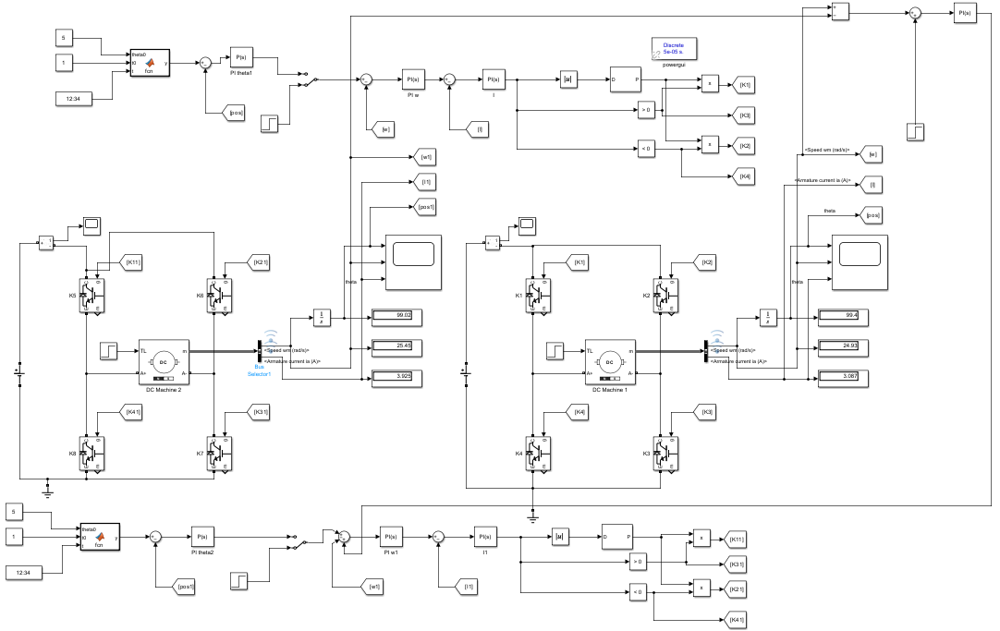 5
1
12:34
theta0
t0
t
y
fcn
P(s)
PI theta1
[pos]
PI(s)
PI w
[w]
PI(s)
I
[I]
|u|
D
P
> 0
< 0
x
x
[K1]
[K3]
[K2]
[K4]
Discrete
5e-05 s.
powergui
PI(s)
<Speed wm (rad/s)>
[w]
<Armature current ia (A)>
[I]
theta
[pos]
[w1]
[I1]
[pos1]
theta
[K11]
[K21]
K5
K6
TL
m
DC
A+
A-
DC Machine 2
<Speed wm (rad/s)>
<Armature current ia (A)>
Bus
Selector1
1
s
99.02
25.45
3.925
[K41]
[K31]
K8
K7
[K1]
[K2]
K1
K2
TL
m
DC
A+
A-
DC Machine 1
<Speed wm (rad/s)>
<Armature current ia (A)>
1
s
theta
99.4
24.93
3.087
[K4]
[K3]
K4
K3
5
1
12:34
theta0
t0
t
y
fcn
P(s)
PI theta2
[pos1]
PI(s)
PI w1
[w1]
PI(s)
I1
[I1]
|u|
D
P
> 0
< 0
x
x
[K11]
[K31]
[K21]
[K41]